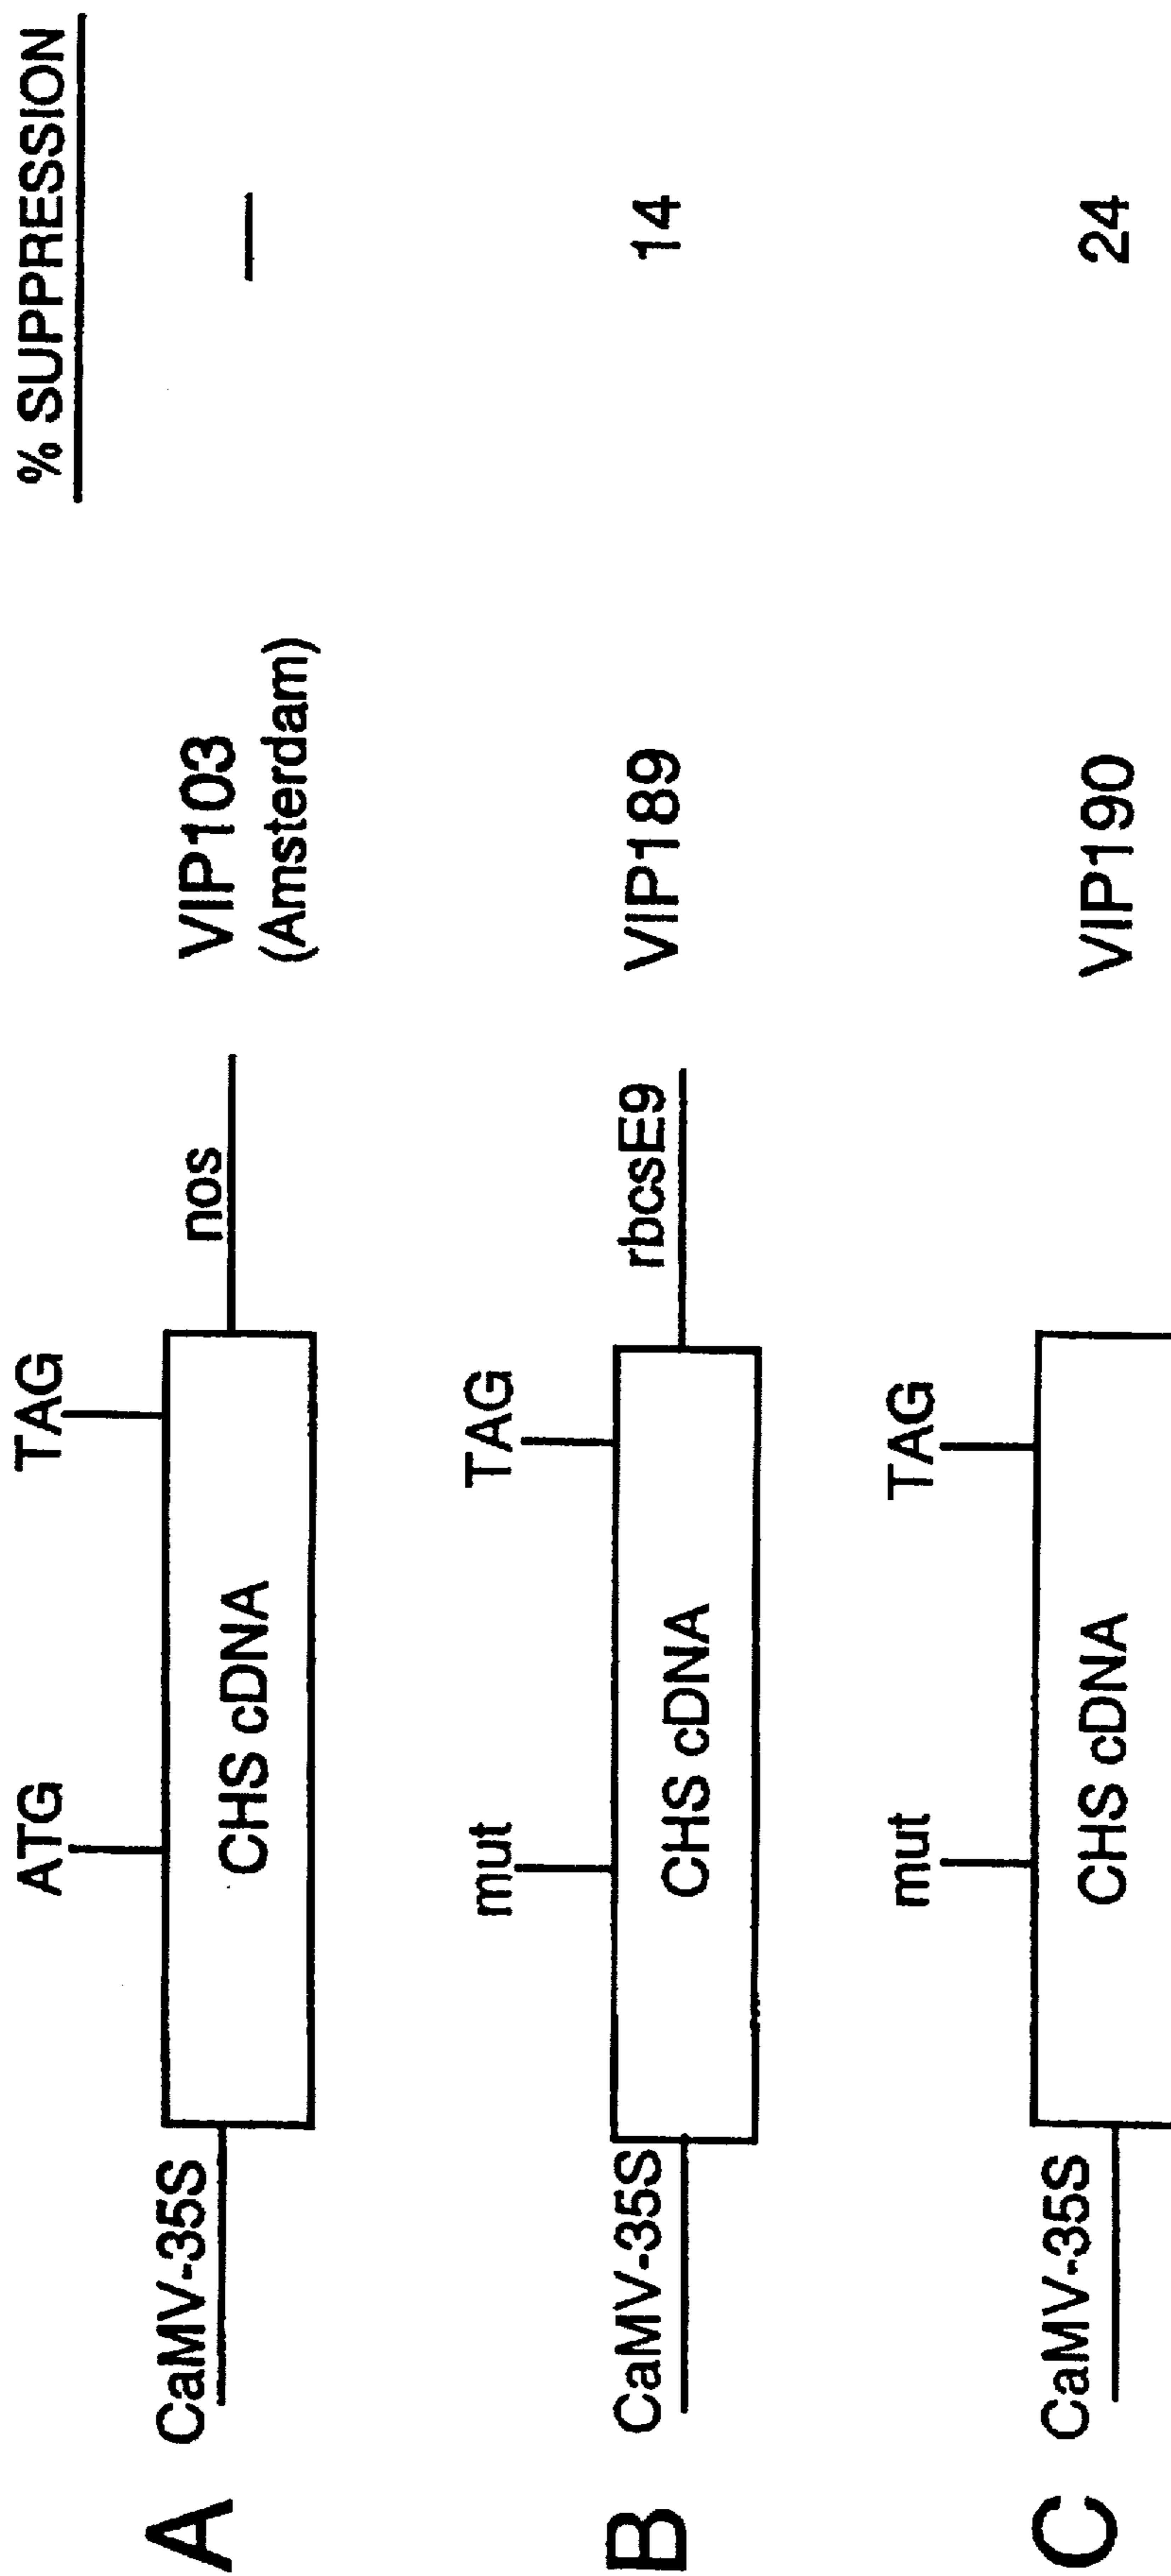 % SUPPRESSION
ATG TAG
A CaMV-35S CHS cDNA nos VIP103 —
(Amsterdam)
mut TAG
B CaMV-35S CHS cDNA rbcsE9 VIP189 14
mut TAG
C CaMV-35S CHS cDNA VIP190 24